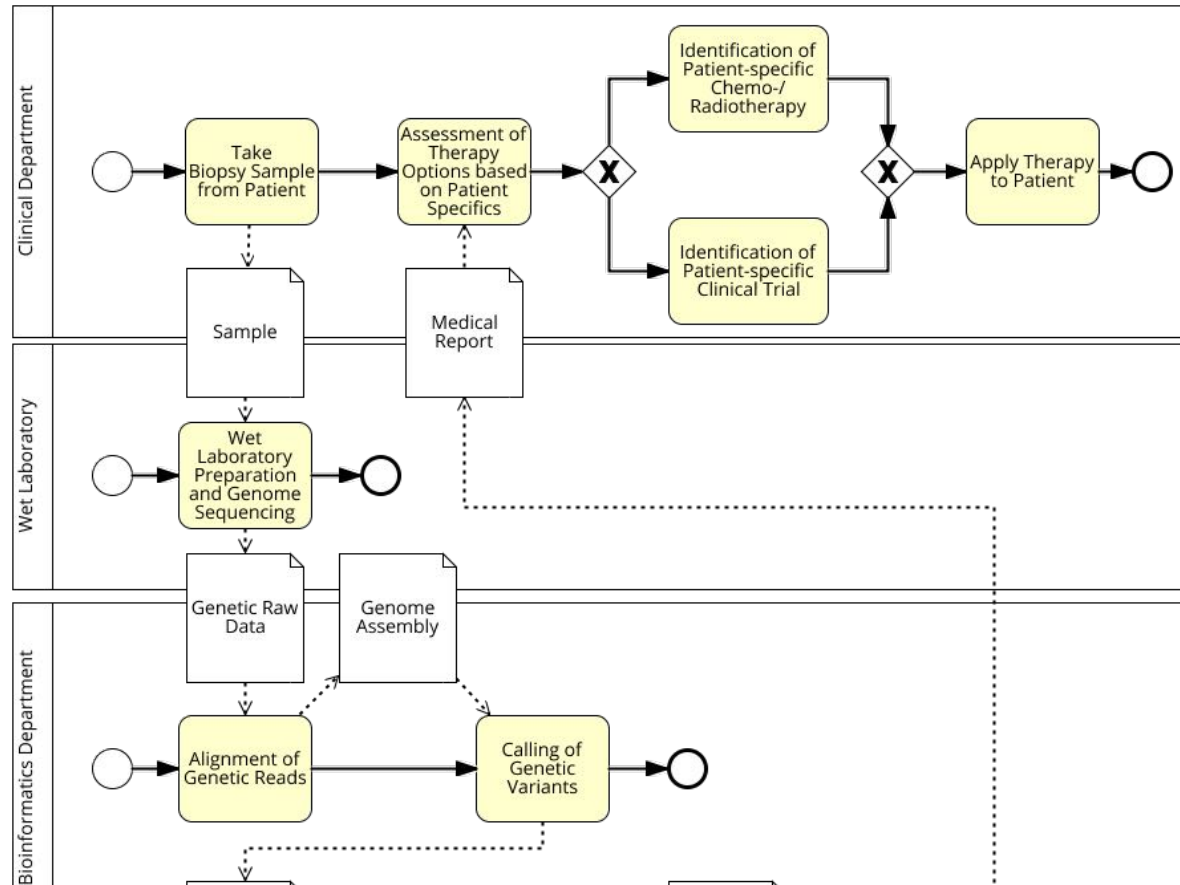 Clinical Department
Take
Biopsy Sample
from Patient
Assessment of
Therapy
Options based
on Patient
Specifics
X
Identification of
Patient-specific
Chemo-/
Radiotherapy
Identification of
Patient-specific
Clinical Trial
X
Apply Therapy
to Patient
Sample
Medical
Report
Wet Laboratory
Wet
Laboratory
Preparation
and Genome
Sequencing
Genetic Raw
Data
Genome
Assembly
Bioinformatics Department
Alignment of
Genetic Reads
Calling of
Genetic
Variants